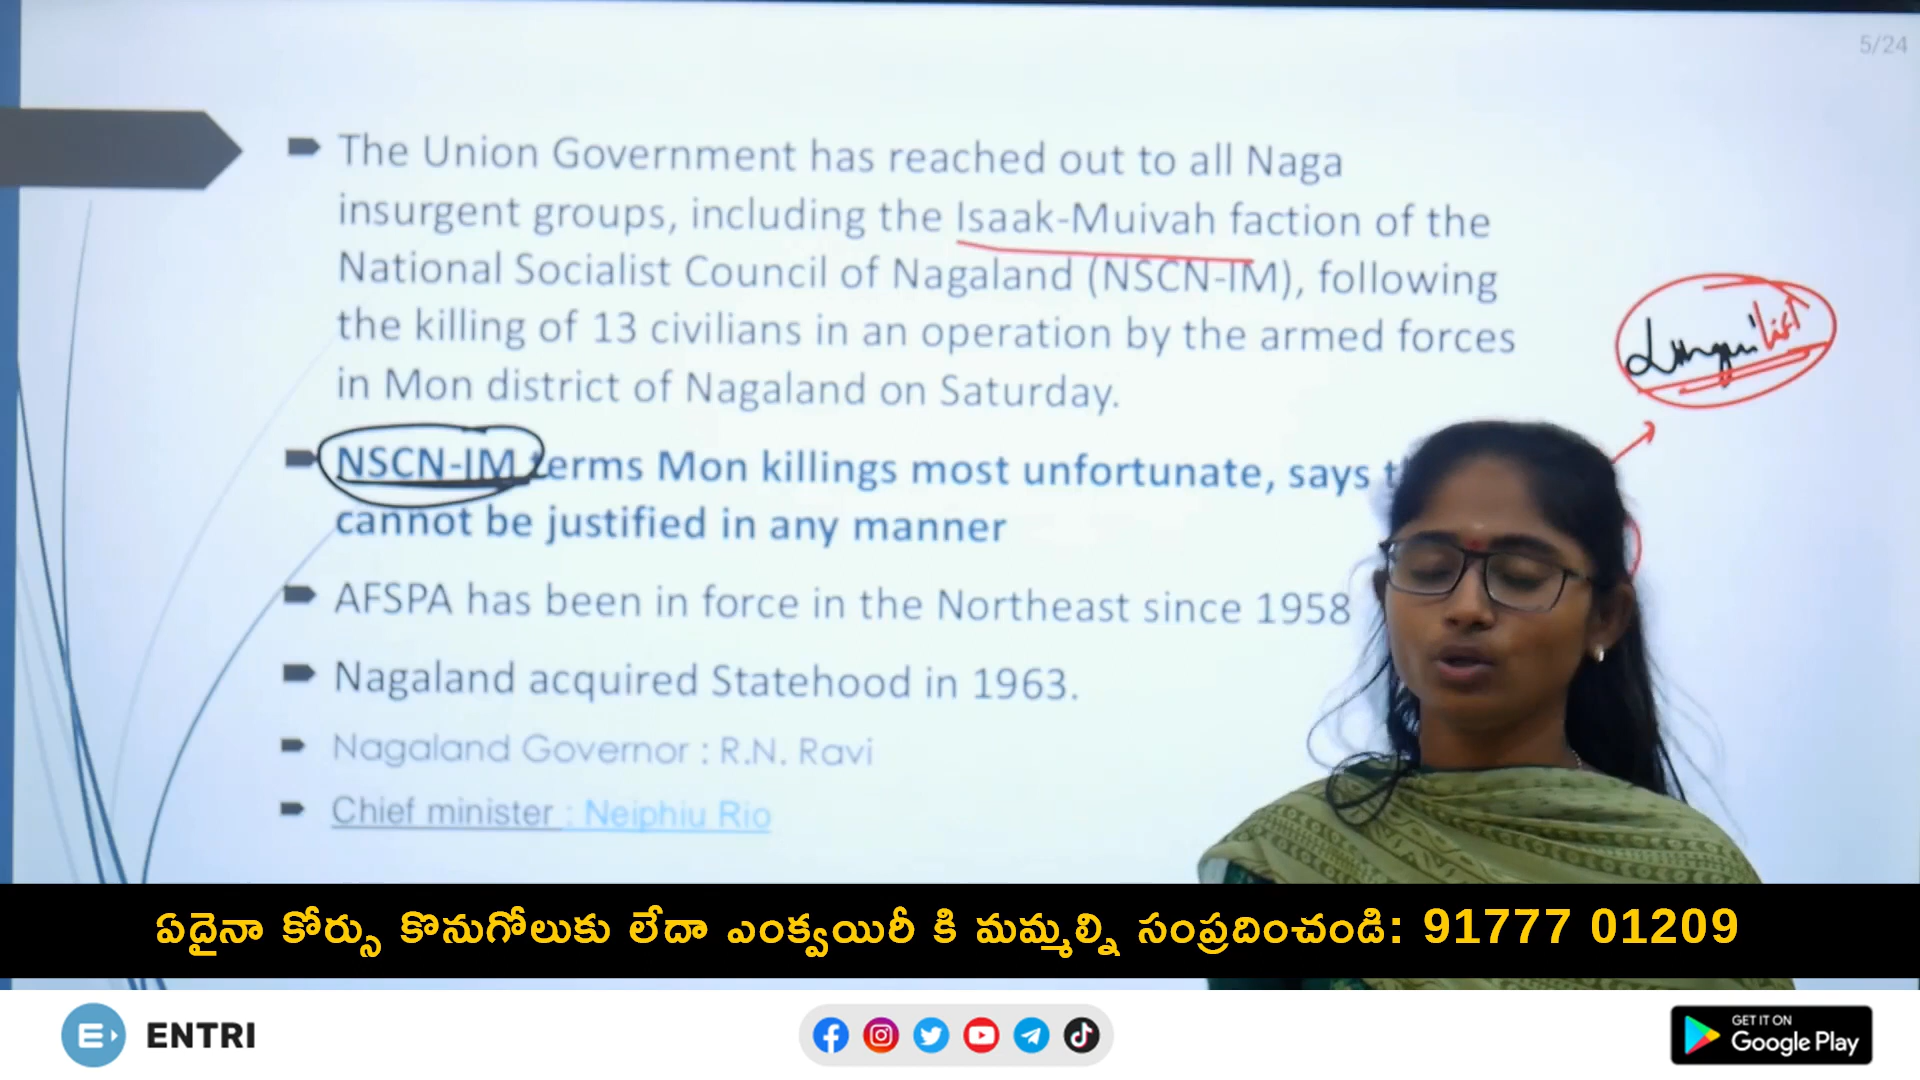 5/24
The Union Government has reached out to all Naga
insurgent groups, including the Isaak-Muivah faction of the
National Socialist Council of Nagaland (NSCN-IM), following
the killing of 13 civilians in an operation by the armed forces
in Mon district of Nagaland on Saturday.
NSCN-IM terms Mon killings most unfortunate, says
cannot be justified in any manner
AFSPA has been in force in the Northeast since 1958
Nagaland acquired Statehood in 1963.
Nagaland Governor : R.N. Ravi
Chief minister : Neiphiu Rio
ఏదైనా కోర్సు కొనుగోలుకు లేదా ఎంక్వయిరీ కి మమ్మల్ని సంప్రదించండి: 91777 01209
ENTRI
GET IT ON
Google Play